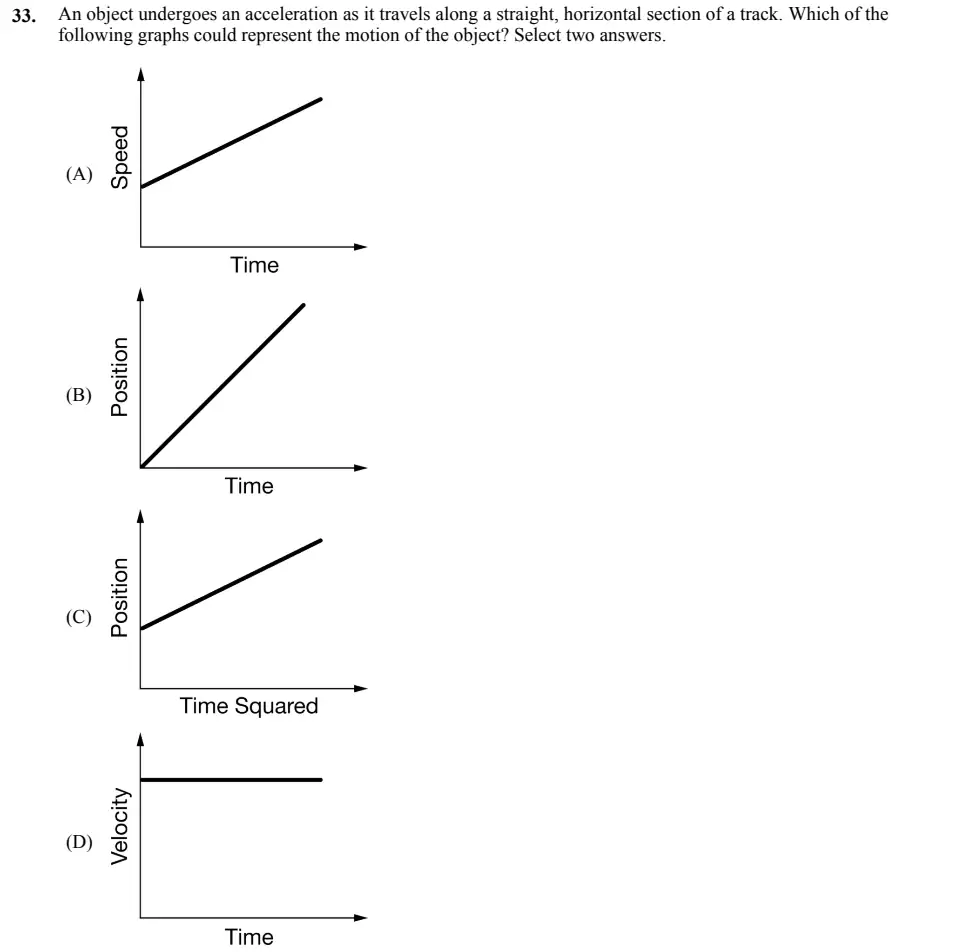 33. An object undergoes an acceleration as it travels along a straight, horizontal section of a track. Which of the
following graphs could represent the motion of the object? Select two answers.
(A)
Speed
Time
(B)
Position
Time
(C)
Position
Time Squared
(D)
Velocity
Time